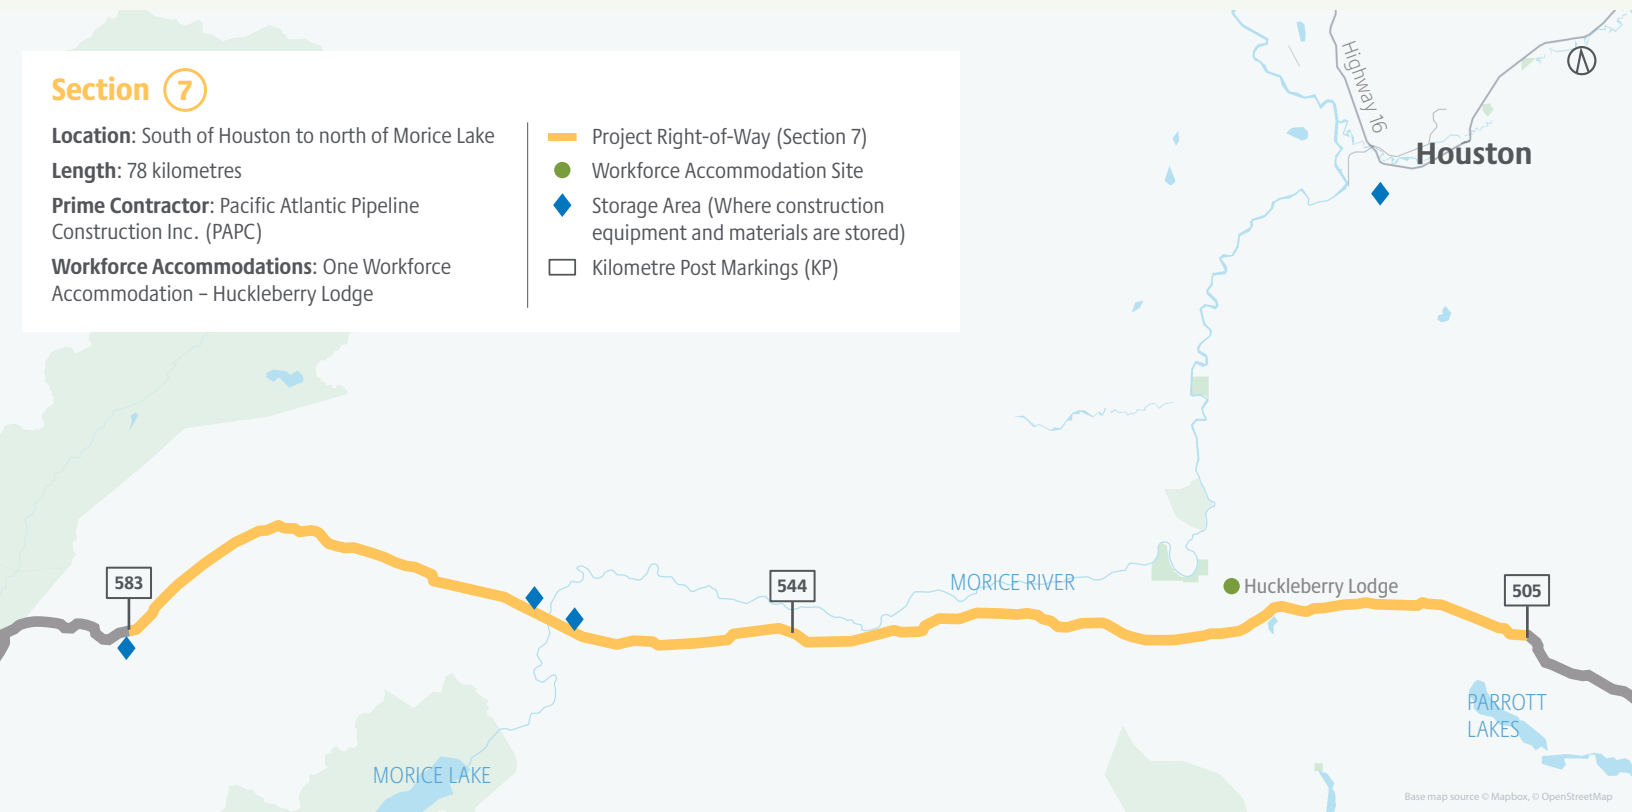 Section 7
Location: South of Houston to north of Morice Lake
Length: 78 kilometres
Prime Contractor: Pacific Atlantic Pipeline
Construction Inc. (PAPC)
Workforce Accommodations: One Workforce
Accommodation – Huckleberry Lodge
Project Right-of-Way (Section 7)
Workforce Accommodation Site
Storage Area (Where construction
equipment and materials are stored)
Kilometre Post Markings (KP)
Highway 16
Houston
583
544
MORICE RIVER
Huckleberry Lodge
505
PARROTT
LAKES
MORICE LAKE
Base map source © Mapbox, © OpenStreetMap